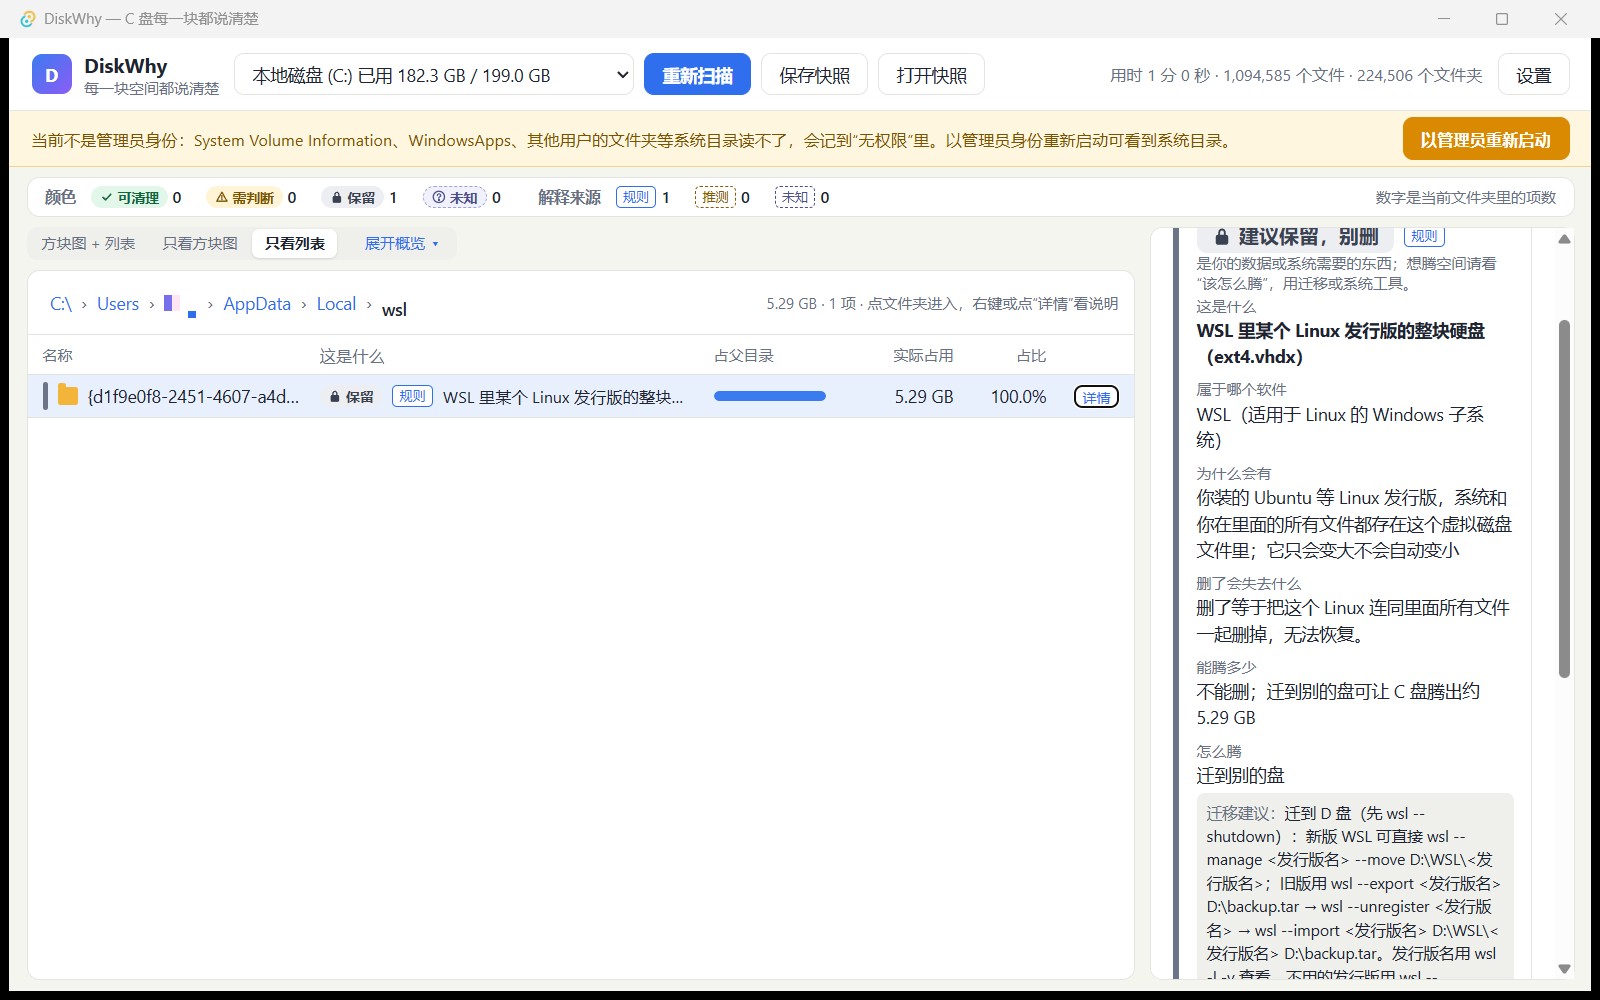 DiskWhy — C 盘每一块都说清楚
D
DiskWhy
每一块空间都说清楚
本地磁盘 (C:) 已用 182.3 GB / 199.0 GB
重新扫描
保存快照
打开快照
用时 1 分 0 秒 · 1,094,585 个文件 · 224,506 个文件夹
设置
当前不是管理员身份：System Volume Information、WindowsApps、其他用户的文件夹等系统目录读不了，会记到“无权限”里。以管理员身份重新启动可看到系统目录。
以管理员重新启动
颜色 可清理 0 需判断 0 保留 1 未知 0 解释来源 规则 1 推测 0 未知 0
数字是当前文件夹里的项数
方块图 + 列表 只看方块图 只看列表 展开概览
C:\ › Users › › AppData › Local › wsl
5.29 GB · 1 项 · 点文件夹进入，右键或点“详情”看说明
名称 这是什么 占父目录 实际占用 占比
{d1f9e0f8-2451-4607-a4d... 保留 规则 WSL 里某个 Linux 发行版的整块... 5.29 GB 100.0% 详情
建议保留，别删 规则
是你的数据或系统需要的东西；想腾空间请看
“该怎么腾”，用迁移或系统工具。
这是什么
WSL 里某个 Linux 发行版的整块硬盘
（ext4.vhdx）
属于哪个软件
WSL（适用于 Linux 的 Windows 子系
统）
为什么会有
你装的 Ubuntu 等 Linux 发行版，系统和
你在里面的所有文件都存在这个虚拟磁盘
文件里；它只会变大不会自动变小
删了会失去什么
删了等于把这个 Linux 连同里面所有文件
一起删掉，无法恢复。
能腾多少
不能删；迁到别的盘可让 C 盘腾出约
5.29 GB
怎么腾
迁到别的盘
迁移建议：迁到 D 盘（先 wsl --
shutdown）：新版 WSL 可直接 wsl --
manage <发行版名> --move D:\WSL\<发
行版名>；旧版用 wsl --export <发行版名>
D:\backup.tar → wsl --unregister <发行版
名> → wsl --import <发行版名> D:\WSL\<
发行版名> D:\backup.tar。发行版名用 wsl
-l -v 查看，不用的发行版用 wsl --